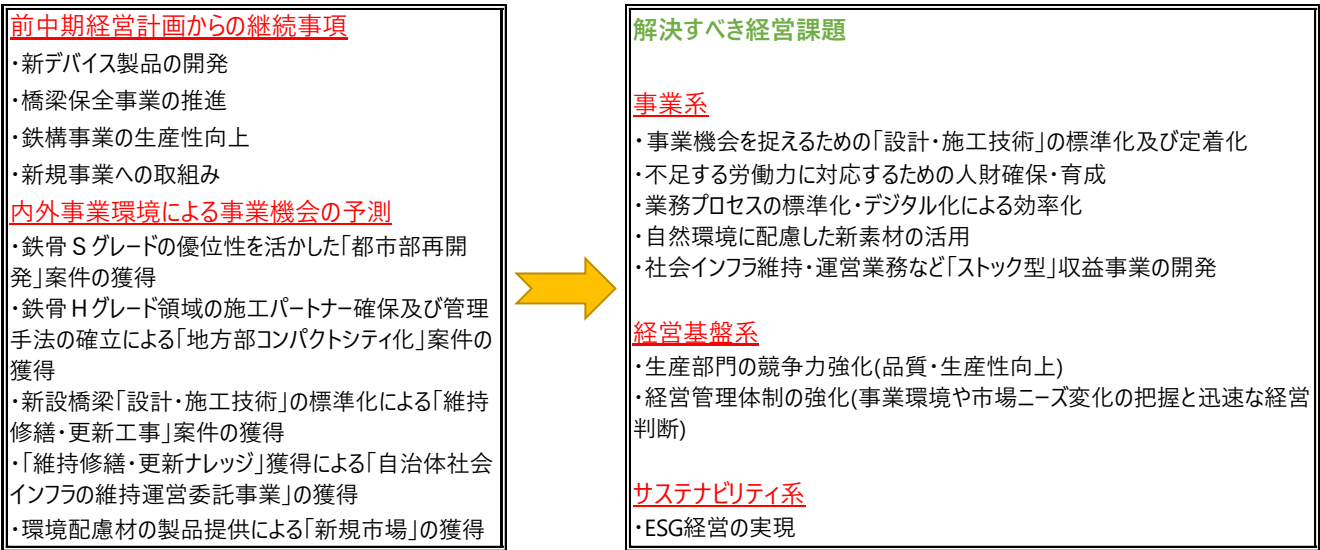 前中期経営計画からの継続事項
・新デバイス製品の開発
・橋梁保全事業の推進
・鉄構事業の生産性向上
・新規事業への取組み
内外事業環境による事業機会の予測
・鉄骨Ｓグレードの優位性を活かした「都市部再開
発」案件の獲得
・鉄骨Ｈグレード領域の施工パートナー確保及び管理
手法の確立による「地方部コンパクトシティ化」案件の
獲得
・新設橋梁「設計・施工技術」の標準化による「維持
修繕・更新工事」案件の獲得
・「維持修繕・更新ナレッジ」獲得による「自治体社会
インフラの維持運営委託事業」の獲得
・環境配慮材の製品提供による「新規市場」の獲得
解決すべき経営課題
事業系
・事業機会を捉えるための「設計・施工技術」の標準化及び定着化
・不足する労働力に対応するための人財確保・育成
・業務プロセスの標準化・デジタル化による効率化
・自然環境に配慮した新素材の活用
・社会インフラ維持・運営業務など「ストック型」収益事業の開発
経営基盤系
・生産部門の競争力強化(品質・生産性向上)
・経営管理体制の強化(事業環境や市場ニーズ変化の把握と迅速な経営
判断)
サステナビリティ系
・ESG経営の実現